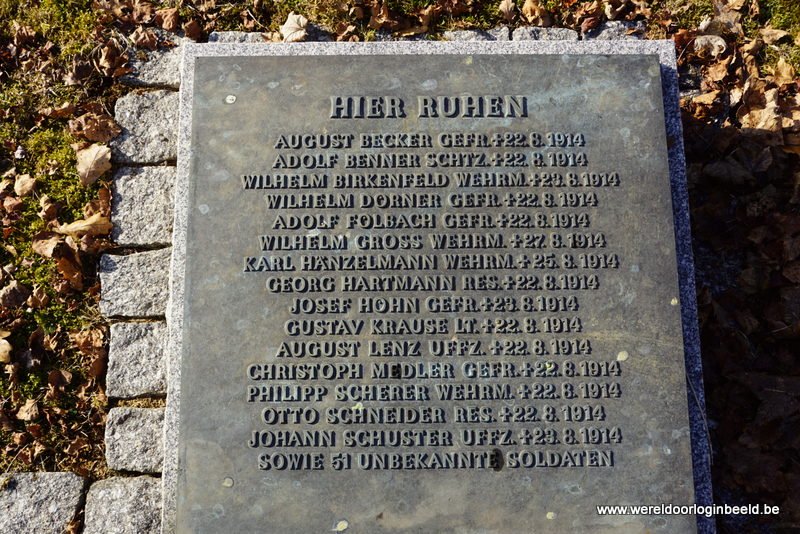 HIER RUHEN
AUGUST BECKER GEFR.+22.8.1914
ADOLF BENNER SCHTZ.+22.8.1914
WILHELM BIRKENFELD WEHRM.+23.8.1914
WILHELM DORNER GEFR.+22.8.1914
ADOLF FOLBACH GEFR.+22.8.1914
WILHELM GROSS WEHRM.+27.8.1914
KARL HÄNZELMANN WEHRM.+25.8.1914
GEORG HARTMANN RES.+22.8.1914
JOSEF HÖHN GEFR.+23.8.1914
GUSTAV KRAUSE LT.+22.8.1914
AUGUST LENZ UFFZ.+22.8.1914
CHRISTOPH MEDLER GEFR.+22.8.1914
PHILIPP SCHERER WEHRM.+22.8.1914
OTTO SCHNEIDER RES.+22.8.1914
JOHANN SCHUSTER UFFZ.+23.8.1914
SOWIE 51 UNBEKANNTE SOLDATEN
www.wereldoorloginbeeld.be